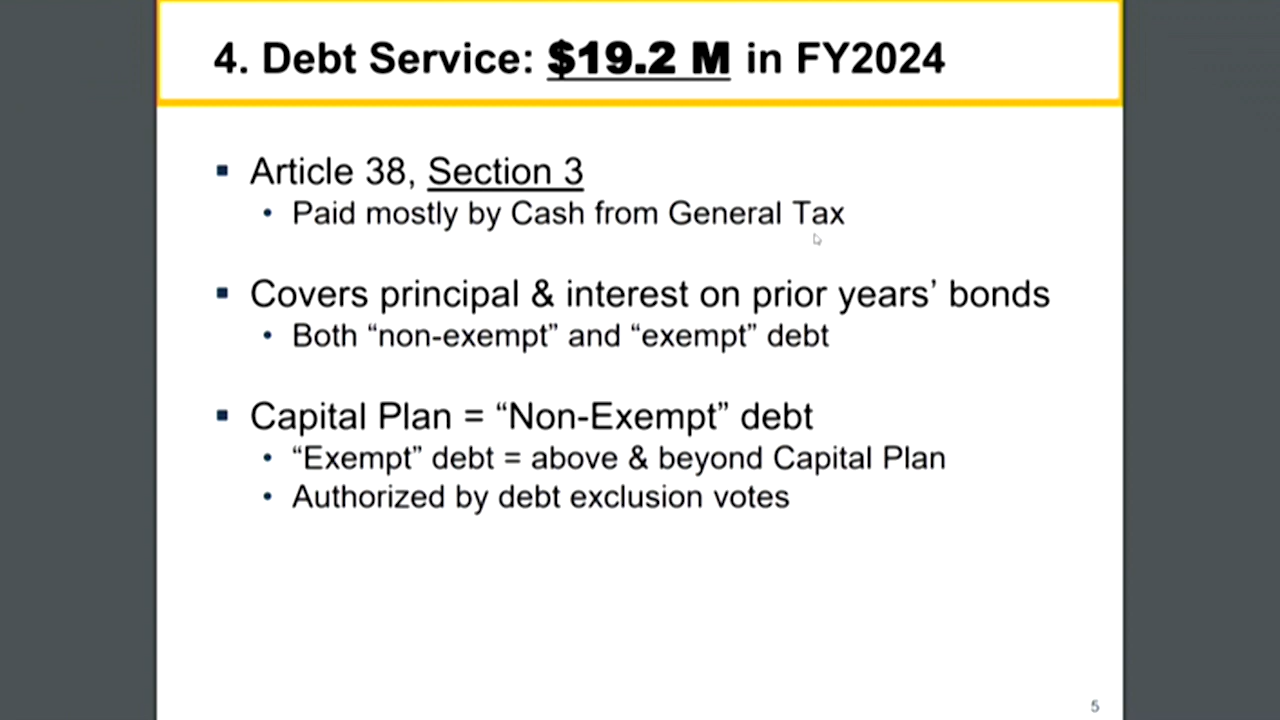 4. Debt Service: $19.2 M in FY2024
▪ Article 38, Section 3
• Paid mostly by Cash from General Tax
▪ Covers principal & interest on prior years’ bonds
• Both “non-exempt” and “exempt” debt
▪ Capital Plan = “Non-Exempt” debt
• “Exempt” debt = above & beyond Capital Plan
• Authorized by debt exclusion votes
5